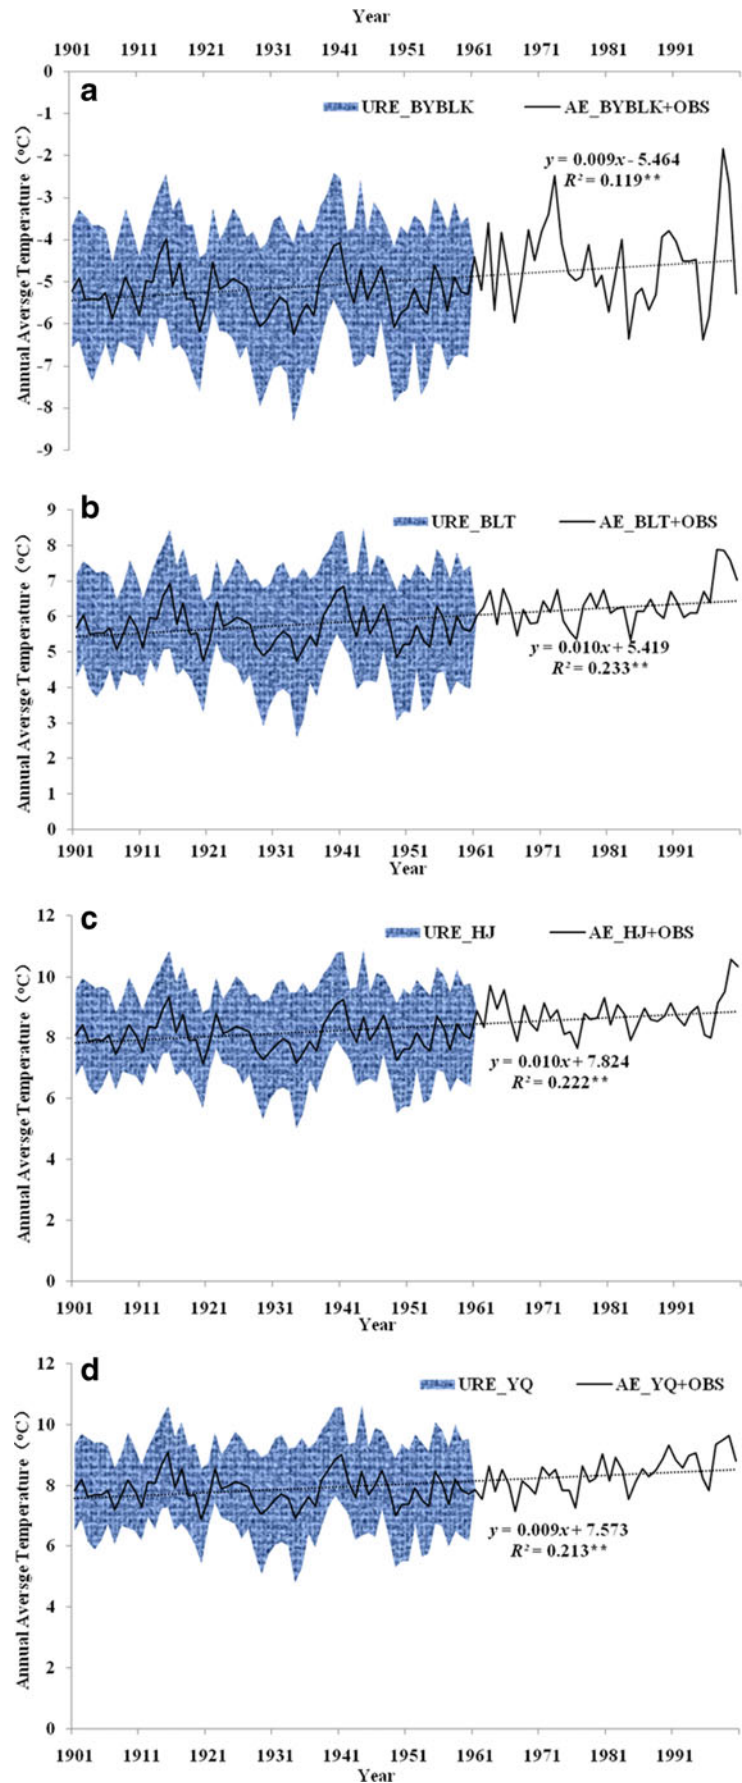 Year
1901 1911 1921 1931 1941 1951 1961 1971 1981 1991
0
a
URE_BYBLK AE_BYBLK+OBS
-1
-2
y = 0.009x - 5.464
R² = 0.119**
-3
-4
-5
-6
-7
-8
-9
Annual Aversge Temperature（°C）
b
9
URE_BLT AE_BLT+OBS
8
7
6
5
y = 0.010x + 5.419
R² = 0.233**
4
3
2
1
0
Annual Aversge Temperature（°C）
1901 1911 1921 1931 1941 1951 1961 1971 1981 1991
Year
c
12
URE_HJ AE_HJ+OBS
10
8
y = 0.010x + 7.824
R² = 0.222**
6
4
2
0
Annual Aversge Temperature（°C）
1901 1911 1921 1931 1941 1951 1961 1971 1981 1991
Year
d
12
URE_YQ AE_YQ+OBS
10
8
y = 0.009x + 7.573
R² = 0.213**
6
4
2
0
Annual Aversge Temperature（°C）
1901 1911 1921 1931 1941 1951 1961 1971 1981 1991
Year